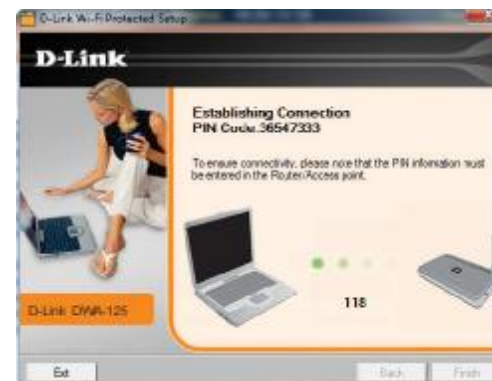 D-Link Wi-Fi Protected Setup
D-Link
Establishing Connection
PIN Code:36547333
To ensure connectivity, please note that the PIN information must
be entered in the Router/Access point.
118
D-Link DWA-125
Exit
Back
Finish